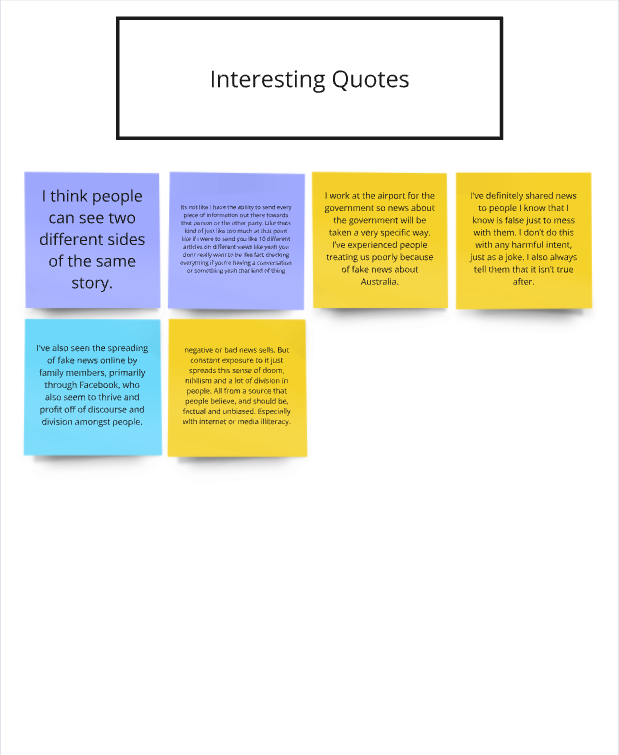 Interesting Quotes
I think people
can see two
different sides
of the same
story.
Its not like I have the ability to send every
piece of information out there towards
that person or the other party. Like thats
kind of just like too much at that point
like if i were to send you like 10 different
articles on different views like yeah you
dont really want to be like fact checking
everything if you're having a conversation
or something yeah that kind of thing
I work at the airport for the
government so news about
the government will be
taken a very specific way.
I've experienced people
treating us poorly because
of fake news about
Australia.
I've definitely shared news
to people I know that I
know is false just to mess
with them. I don't do this
with any harmful intent,
just as a joke. I also always
tell them that it isn't true
after.
I've also seen the spreading
of fake news online by
family members, primarily
through Facebook, who
also seem to thrive and
profit off of discourse and
division amongst people.
negative or bad news sells. But
constant exposure to it just
spreads this sense of doom,
nihilism and a lot of division in
people. All from a source that
people believe, and should be,
factual and unbiased. Especially
with internet or media illiteracy.